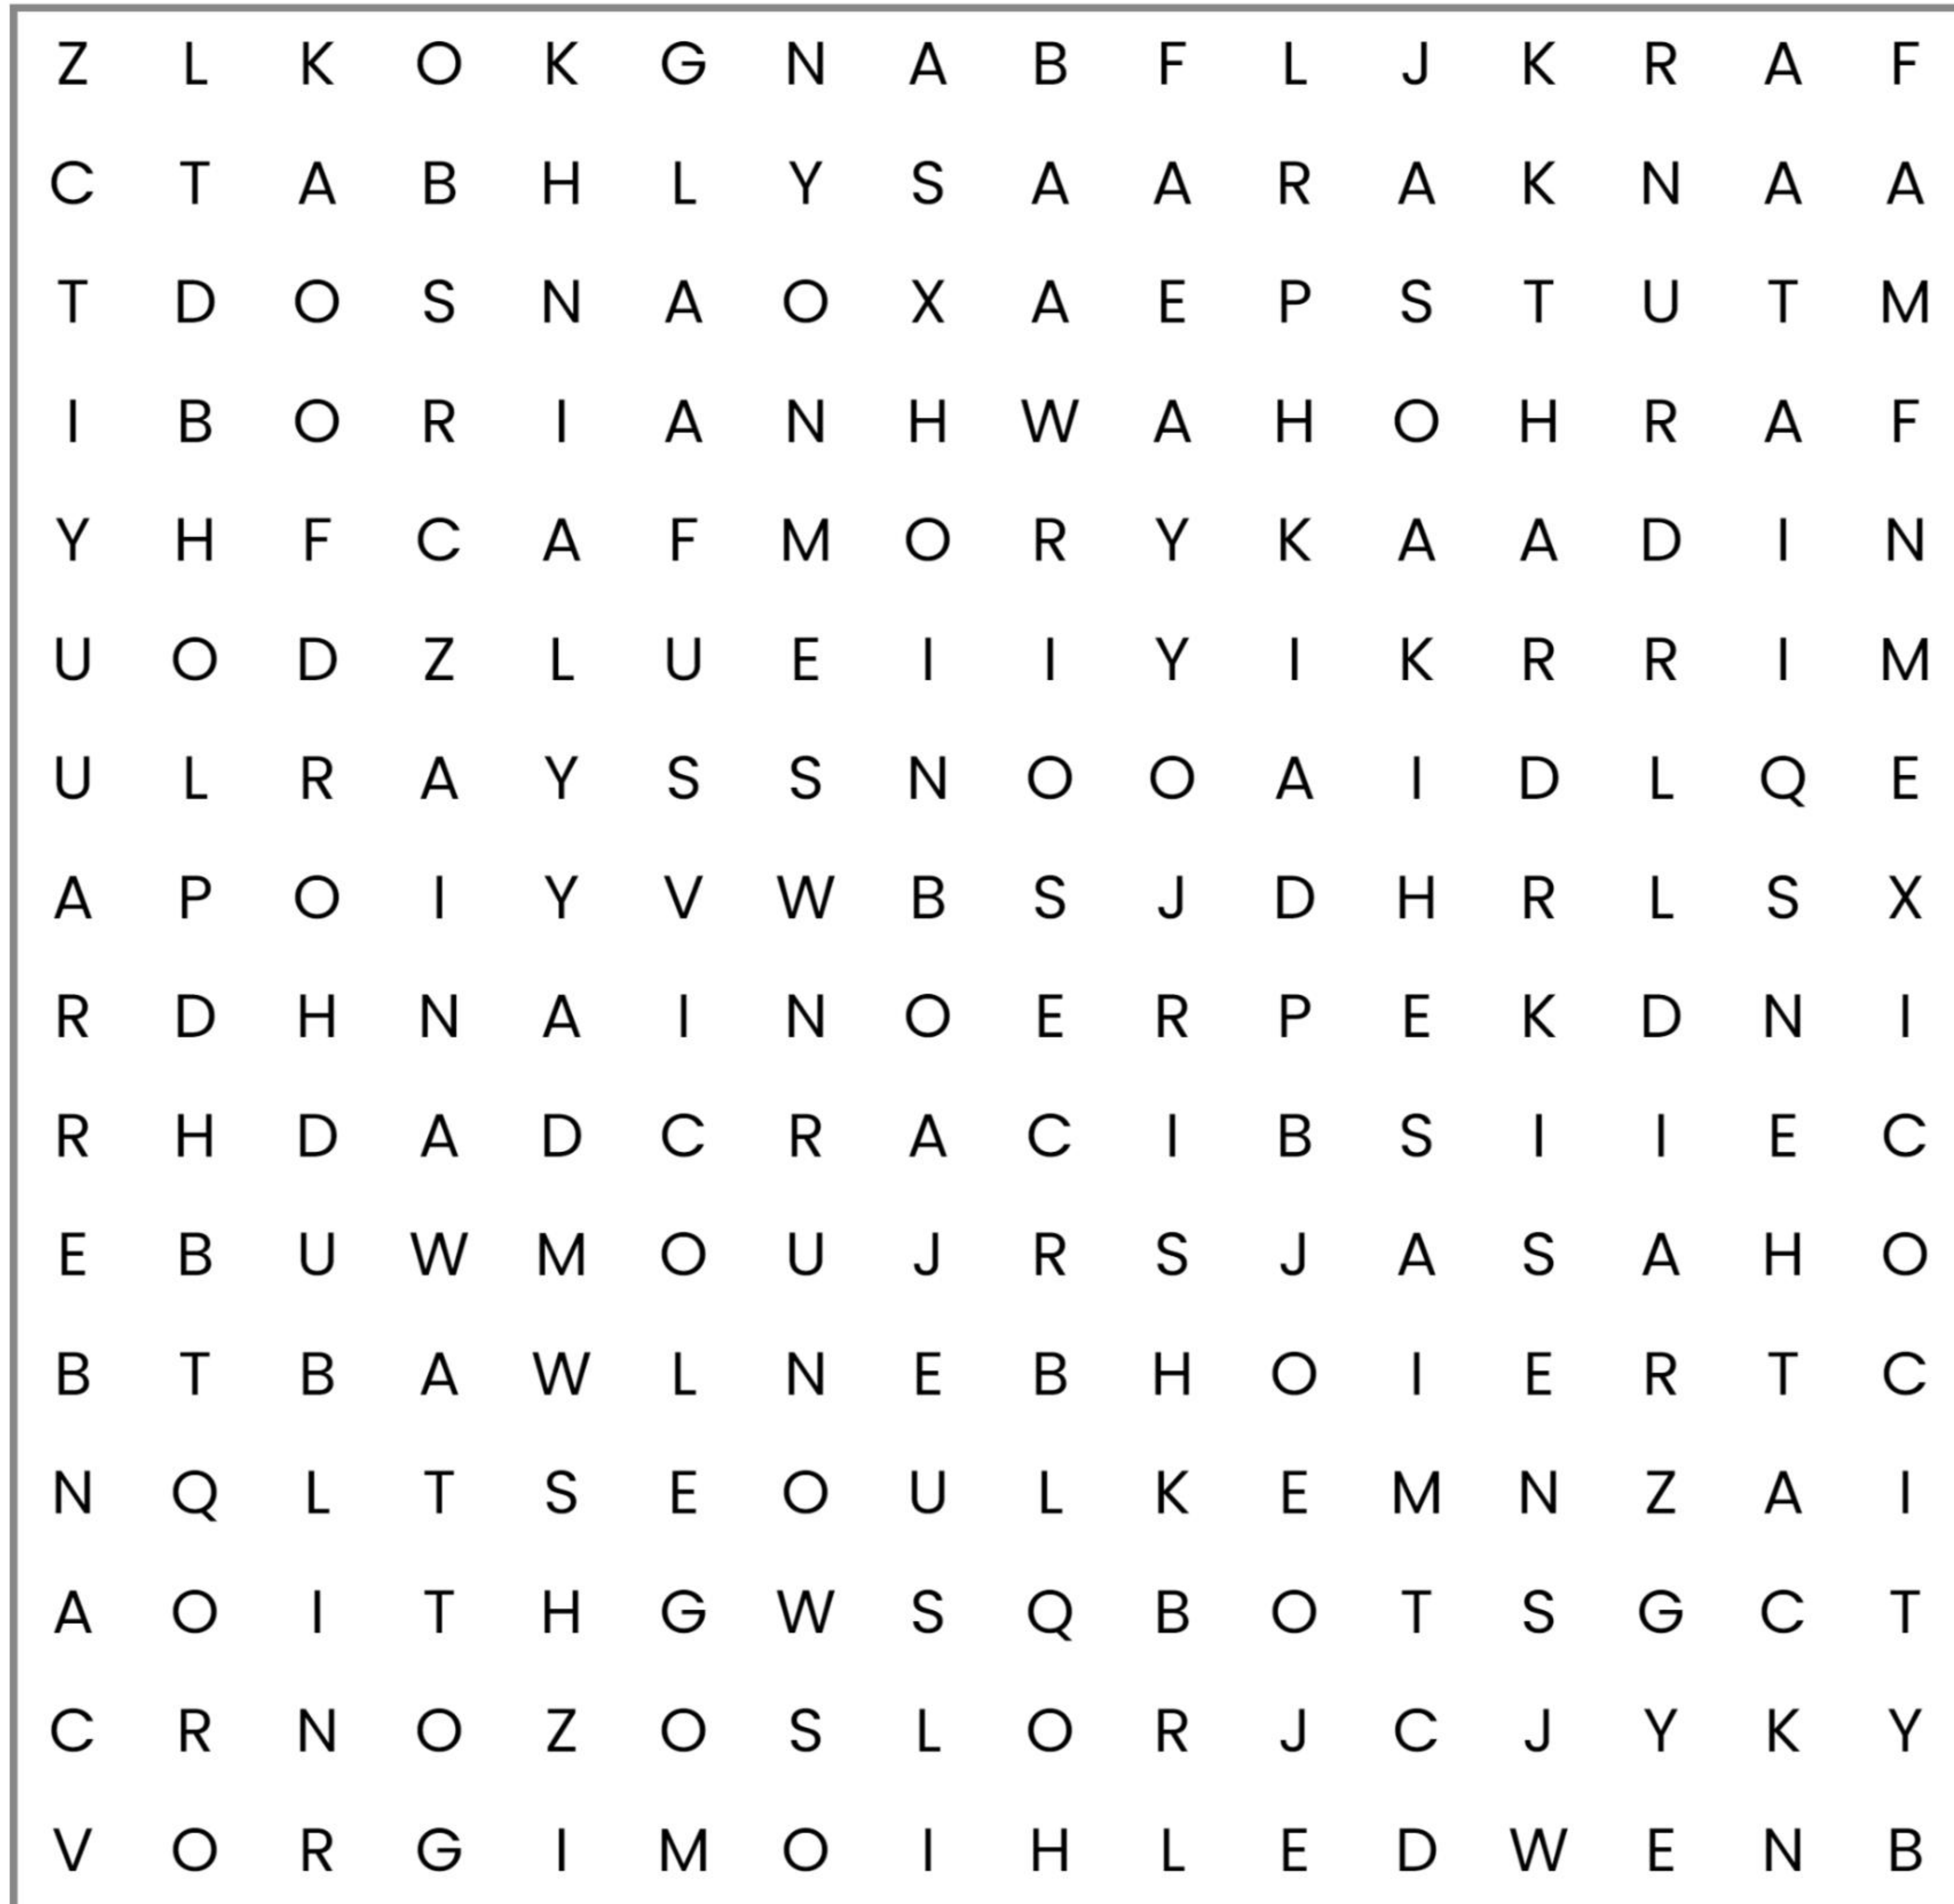 Z L K O K G N A B F L J K R A F
C T A B H L Y S A A R A K N A A
T D O S N A O X A E P S T U T M
I B O R I A N H W A H O H R A F
Y H F C A F M O R Y K A A D I N
U O D Z L U E I I Y I K R R I M
U L R A Y S S N O O A I D L Q E
A P O I Y V W B S J D H R L S X
R D H N A I N O E R P E K D N I
R H D A D C R A C I B S I I E C
E B U W M O U J R S J A S A H O
B T B A W L N E B H O I E R T C
N Q L T S E O U L K E M N Z A I
A O I T H G W S Q B O T S G C T
C R N O Z O S L O R J C J Y K Y
V O R G I M O I H L E D W E N B